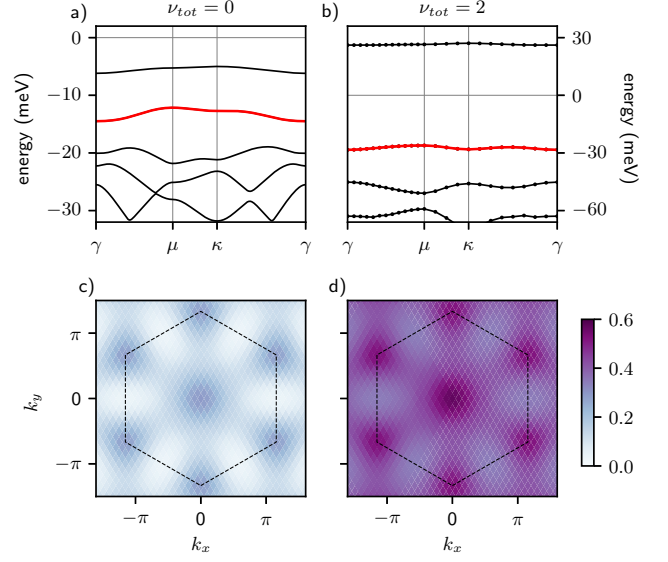 a) ν_tot = 0
b) ν_tot = 2
energy (meV)
0
−10
−20
−30
γ μ κ γ
30
0
−30
−60
energy (meV)
γ μ κ γ
c)
d)
k_y
π
0
−π
−π 0 π
k_x
−π 0 π
k_x
0.6
0.4
0.2
0.0